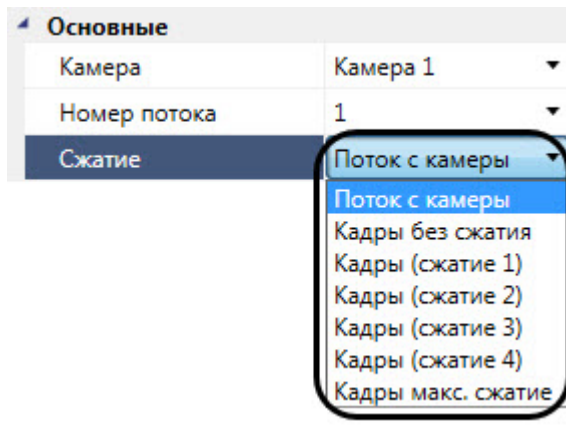 Основные
Камера Камера 1
Номер потока 1
Сжатие Поток с камеры
Поток с камеры
Кадры без сжатия
Кадры (сжатие 1)
Кадры (сжатие 2)
Кадры (сжатие 3)
Кадры (сжатие 4)
Кадры макс. сжатие